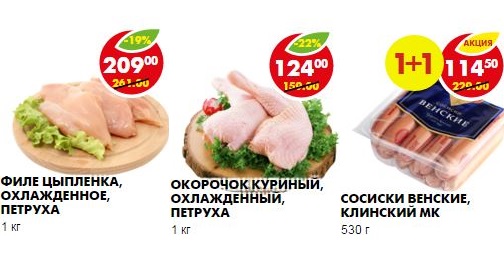 -19%
209.00
261.00
ФИЛЕ ЦЫПЛЕНКА,
ОХЛАЖДЕННОЕ,
ПЕТРУХА
1 кг
-22%
124.00
159.00
ОКОРОЧОК КУРИНЫЙ,
ОХЛАЖДЕННЫЙ,
ПЕТРУХА
1 кг
АКЦИЯ
1+1
114.50
229.00
ВЕНСКИЕ
СОСИСКИ ВЕНСКИЕ,
КЛИНСКИЙ МК
530 г